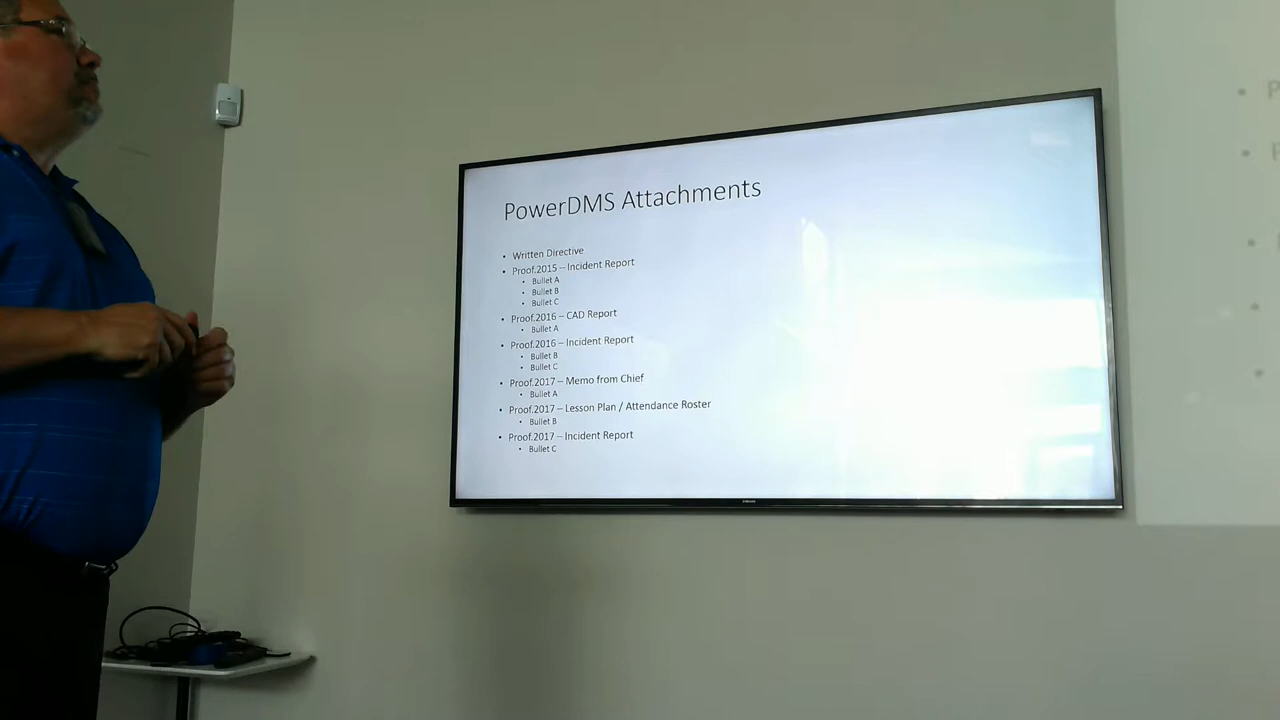 PowerDMS Attachments
• Written Directive
• Proof.2015 – Incident Report
• Bullet A
• Bullet B
• Bullet C
• Proof.2016 – CAD Report
• Bullet A
• Proof.2016 – Incident Report
• Bullet B
• Bullet C
• Proof.2017 – Memo from Chief
• Bullet A
• Proof.2017 – Lesson Plan / Attendance Roster
• Bullet B
• Proof.2017 – Incident Report
• Bullet C